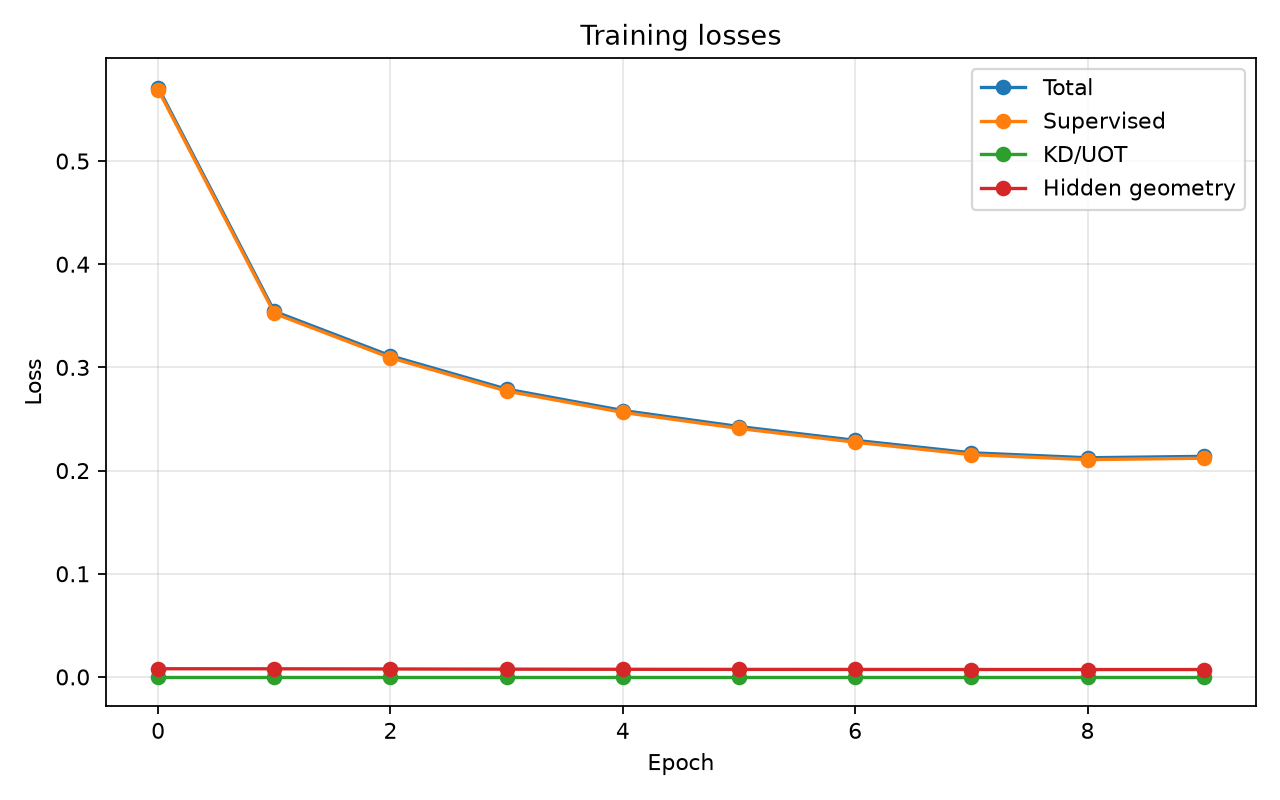 Training losses
Total
Supervised
KD/UOT
Hidden geometry
0.5
0.4
0.3
0.2
0.1
0.0
Loss
0 2 4 6 8
Epoch